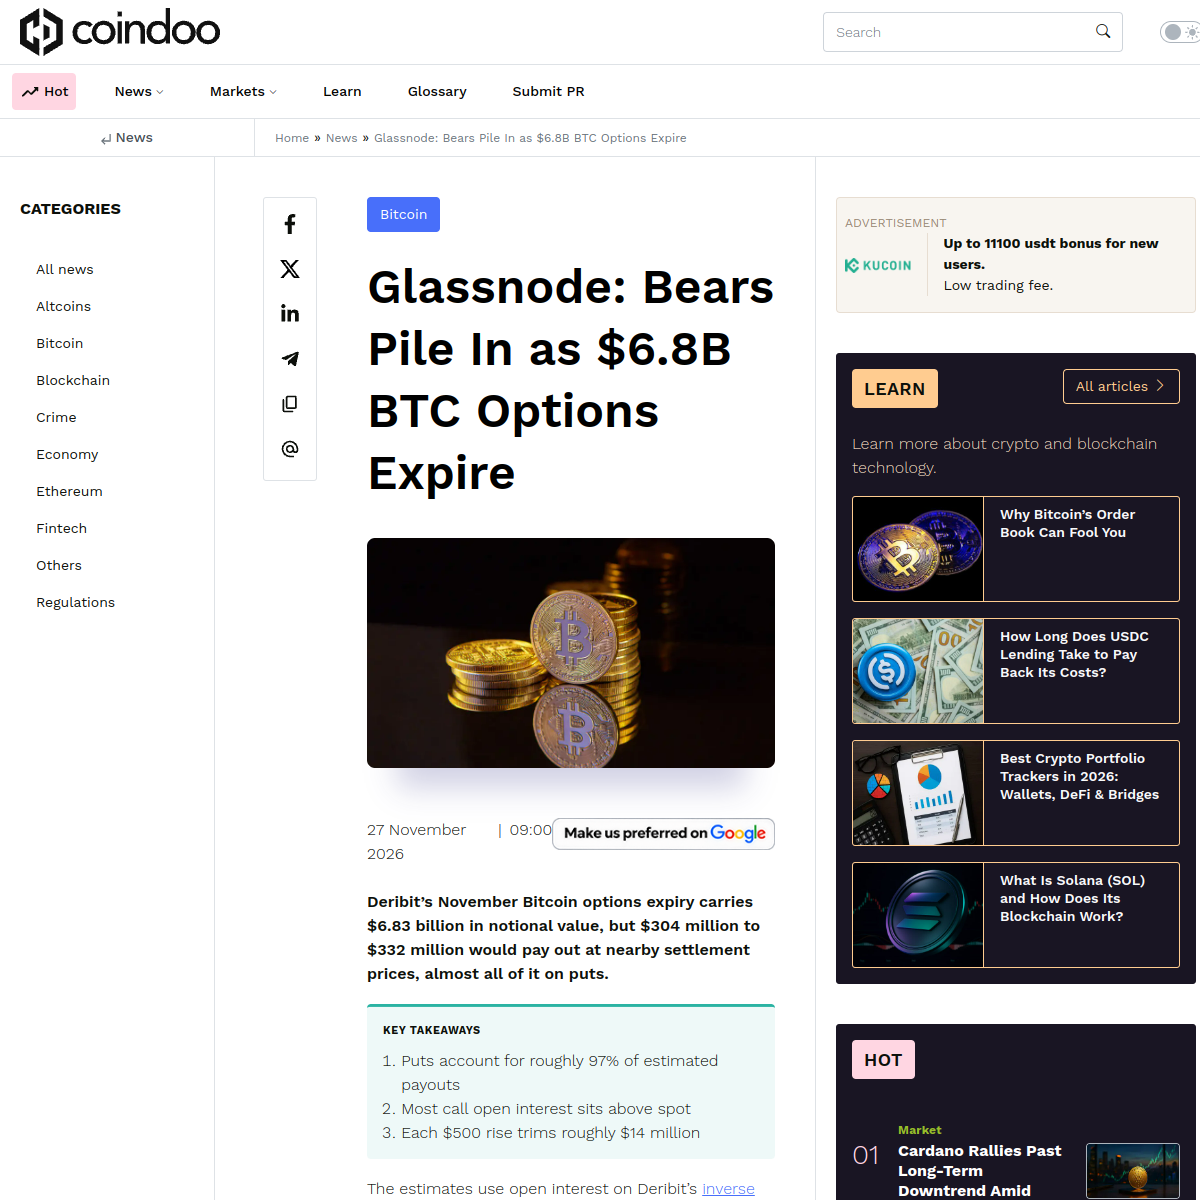 coindoo
Search
Hot
News
Markets
Learn
Glossary
Submit PR
News
Home » News » Glassnode: Bears Pile In as $6.8B BTC Options Expire
CATEGORIES
All news
Altcoins
Bitcoin
Blockchain
Crime
Economy
Ethereum
Fintech
Others
Regulations
Bitcoin
Glassnode: Bears
Pile In as $6.8B
BTC Options
Expire
27 November
2026
| 09:00
Make us preferred on Google
Deribit’s November Bitcoin options expiry carries
$6.83 billion in notional value, but $304 million to
$332 million would pay out at nearby settlement
prices, almost all of it on puts.
KEY TAKEAWAYS
1. Puts account for roughly 97% of estimated
payouts
2. Most call open interest sits above spot
3. Each $500 rise trims roughly $14 million
The estimates use open interest on Deribit’s inverse
ADVERTISEMENT
KUCOIN
Up to 11100 usdt bonus for new
users.
Low trading fee.
LEARN
All articles
Learn more about crypto and blockchain
technology.
Why Bitcoin’s Order
Book Can Fool You
How Long Does USDC
Lending Take to Pay
Back Its Costs?
Best Crypto Portfolio
Trackers in 2026:
Wallets, DeFi & Bridges
What Is Solana (SOL)
and How Does Its
Blockchain Work?
HOT
Market
01
Cardano Rallies Past
Long-Term
Downtrend Amid